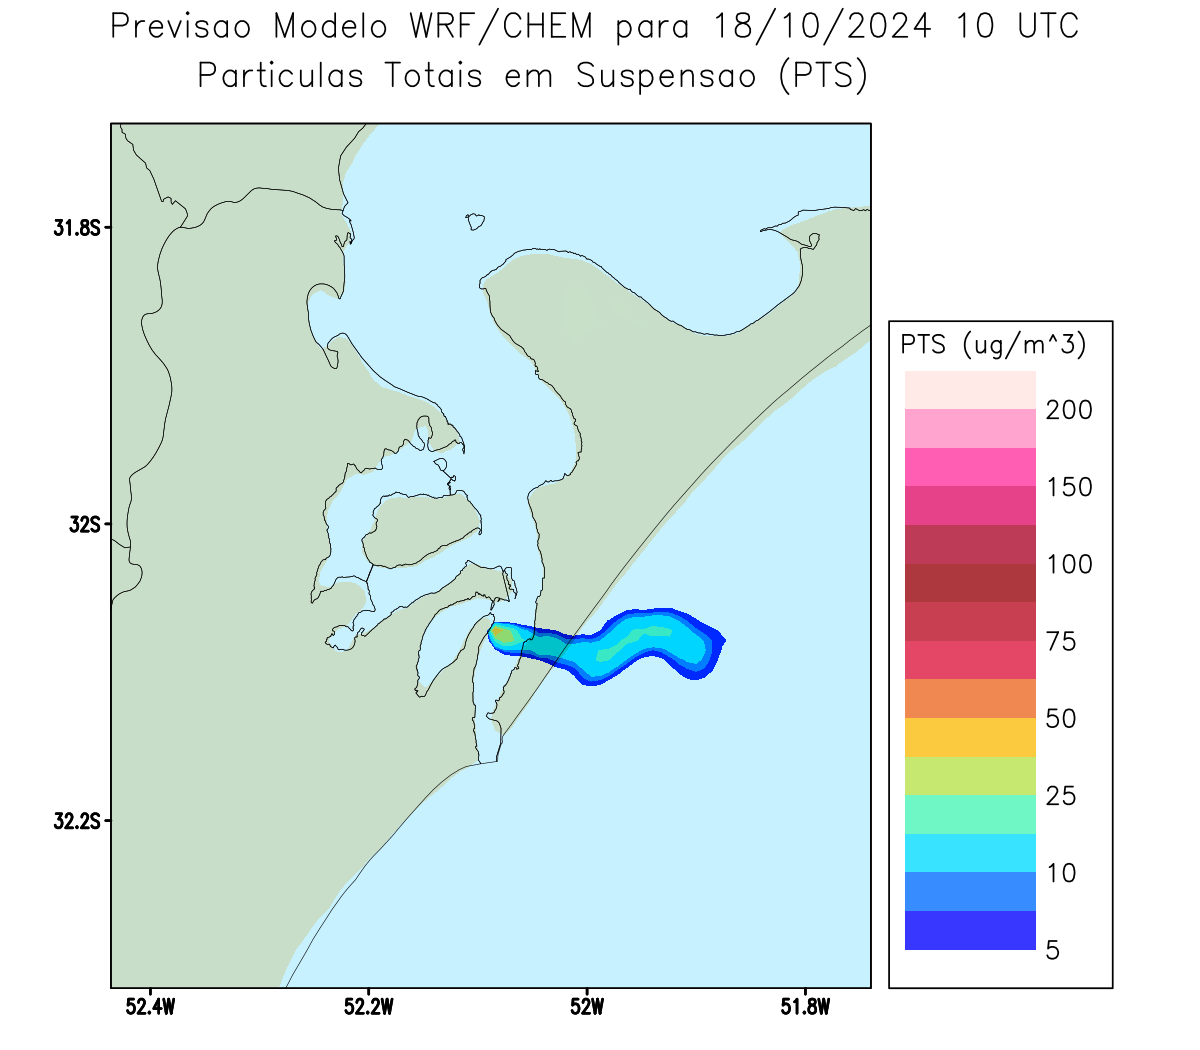 Previsao Modelo WRF/CHEM para 18/10/2024 10 UTC
Particulas Totais em Suspensao (PTS)
31.8S
32S
32.2S
52.4W
52.2W
52W
51.8W
PTS (ug/m^3)
200
150
100
75
50
25
10
5